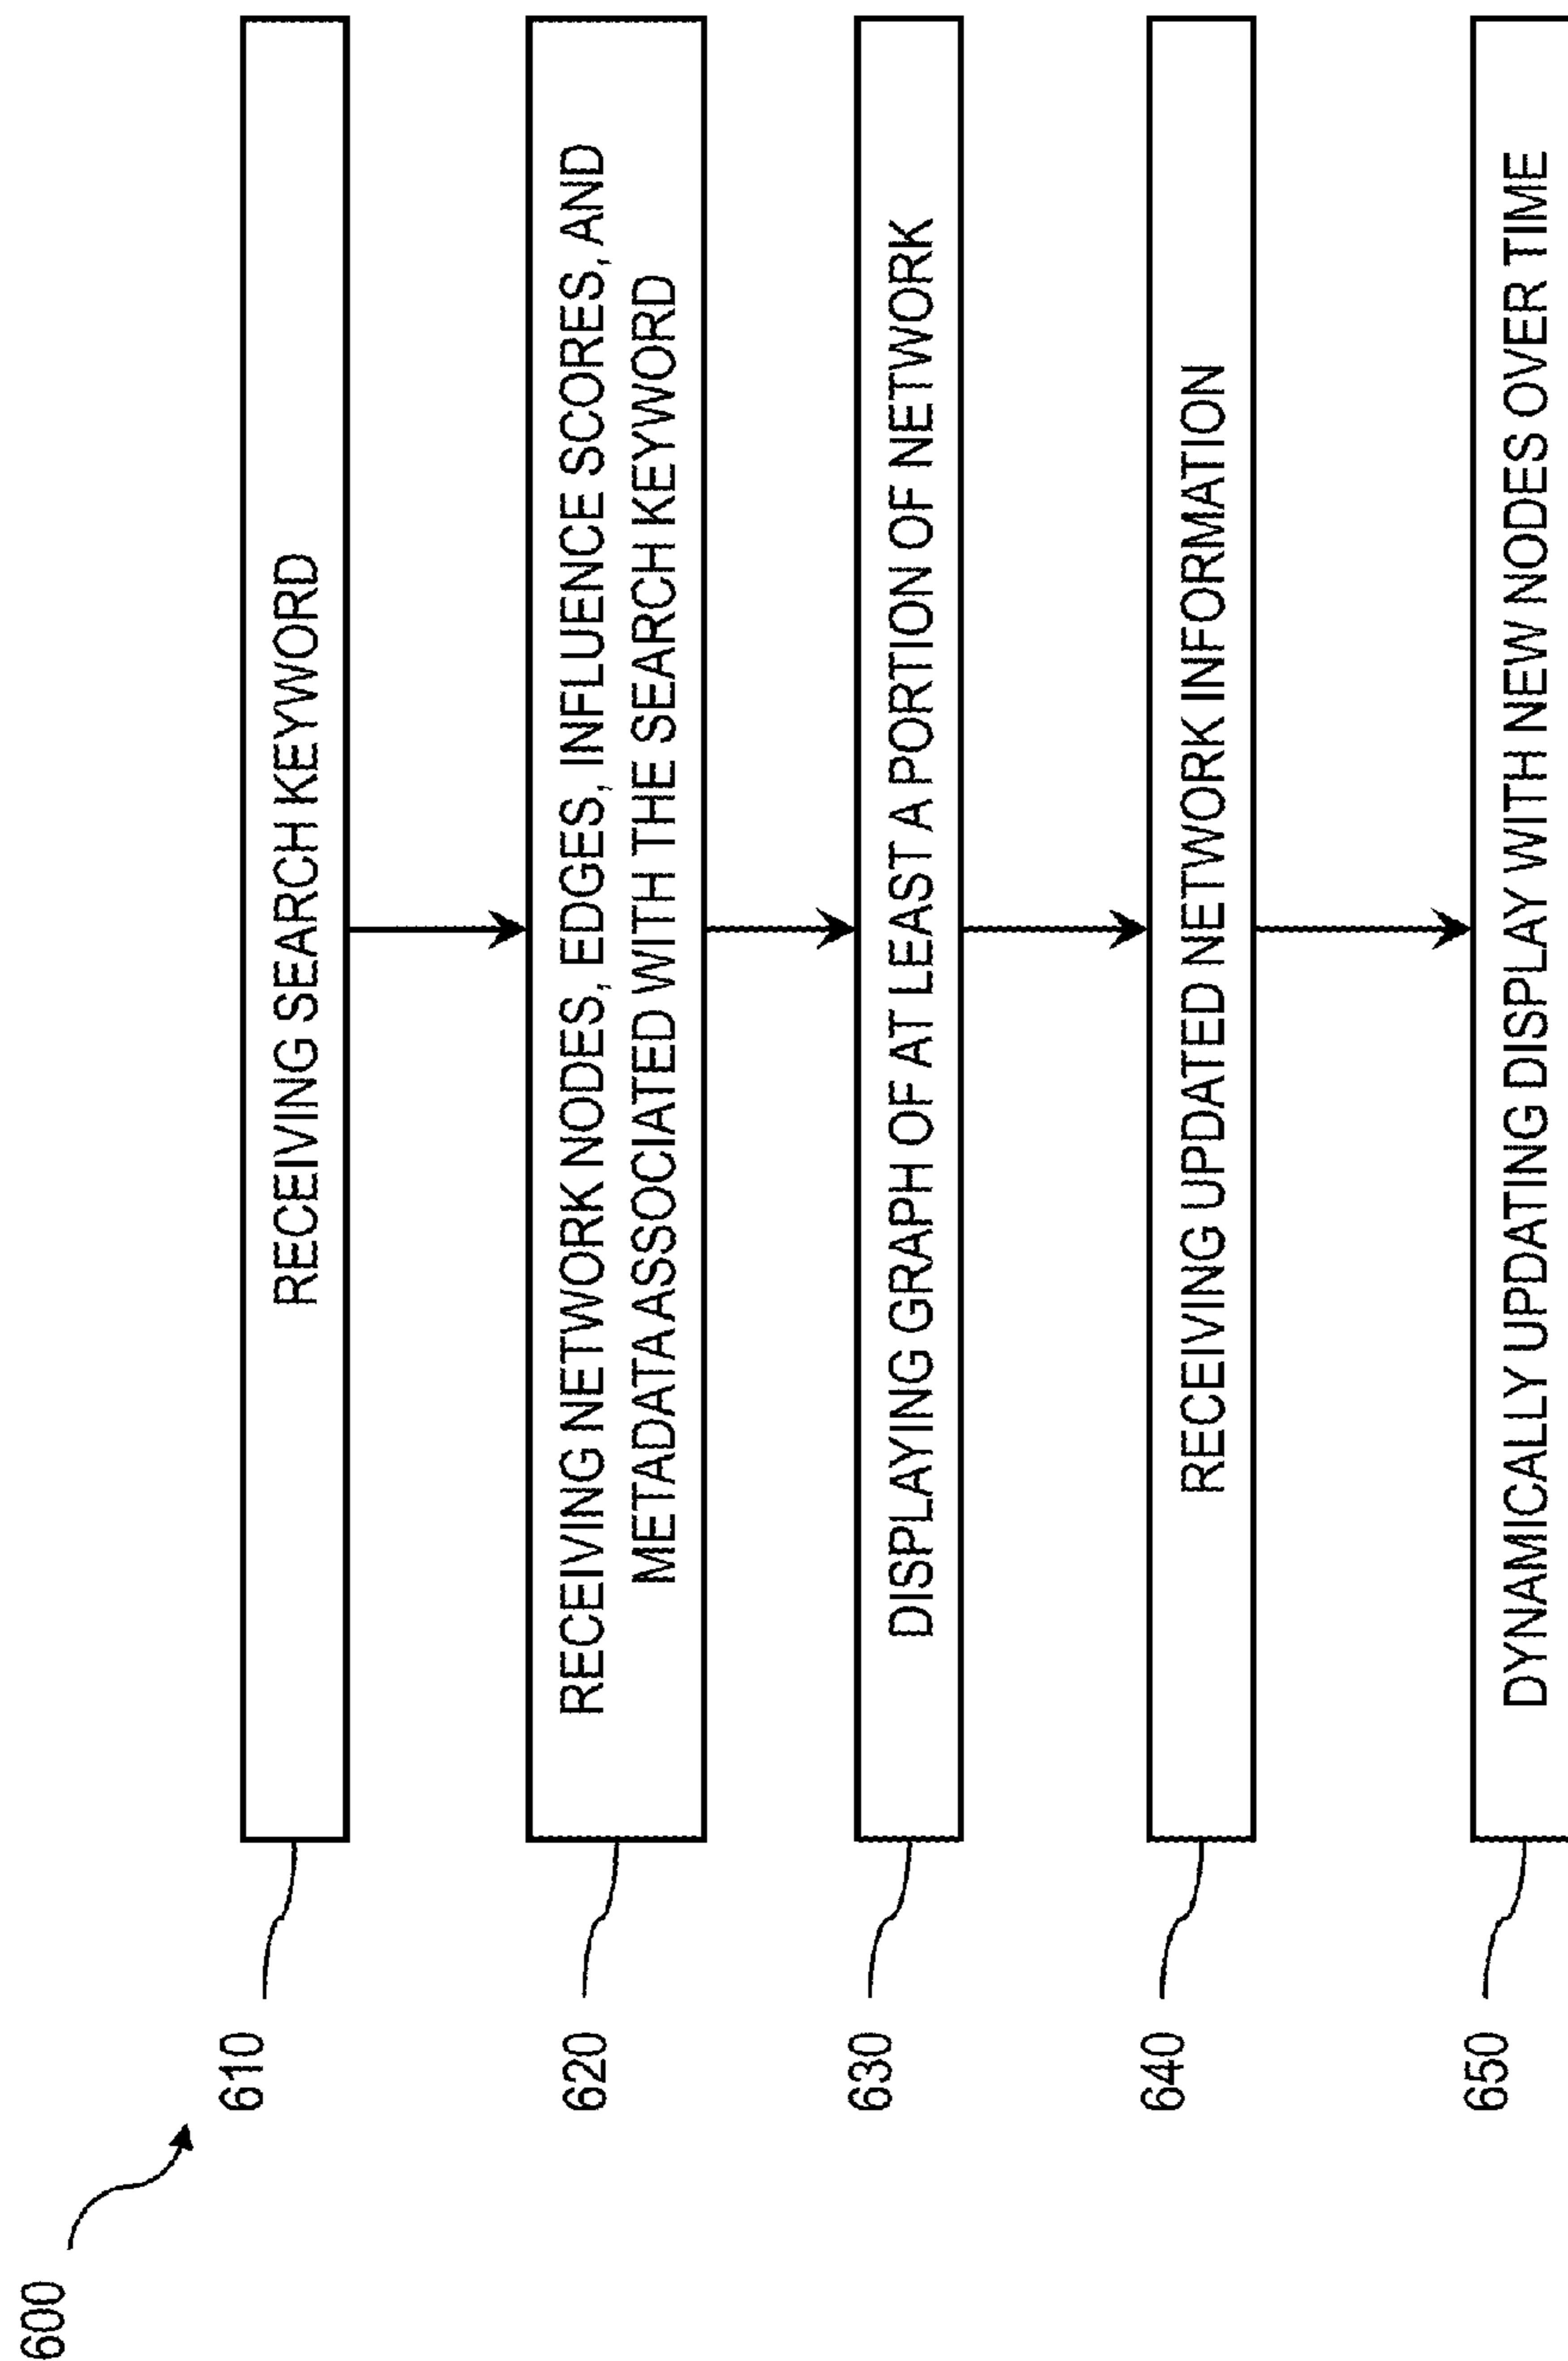 600
610
RECEIVING SEARCH KEYWORD
620
RECEIVING NETWORK NODES, EDGES, INFLUENCE SCORES, AND
METADATA ASSOCIATED WITH THE SEARCH KEYWORD
630
DISPLAYING GRAPH OF AT LEAST A PORTION OF NETWORK
640
RECEIVING UPDATED NETWORK INFORMATION
650
DYNAMICALLY UPDATING DISPLAY WITH NEW NODES OVER TIME